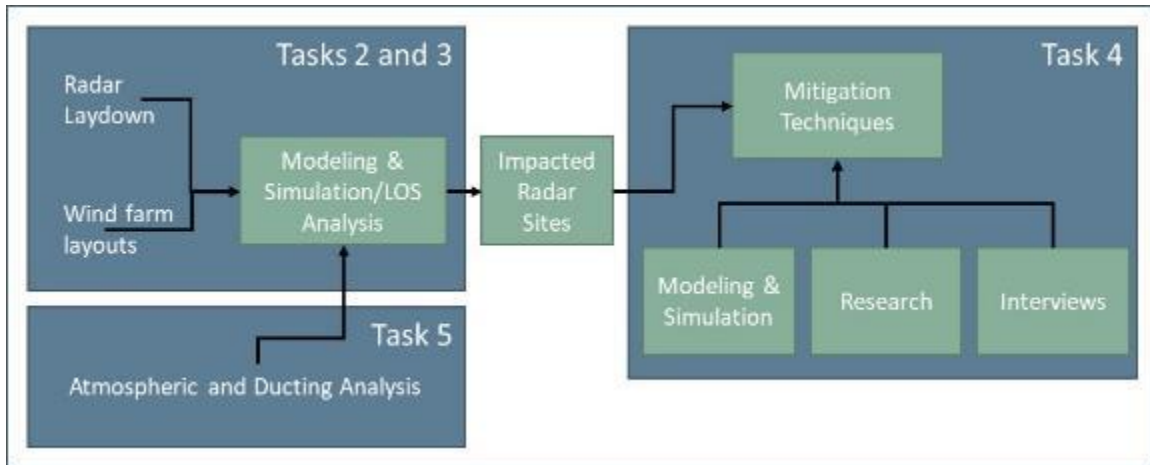 Tasks 2 and 3
Radar
Laydown
Wind farm
layouts
Modeling &
Simulation/LOS
Analysis
Task 5
Atmospheric and Ducting Analysis
Impacted
Radar
Sites
Task 4
Mitigation
Techniques
Modeling &
Simulation
Research
Interviews